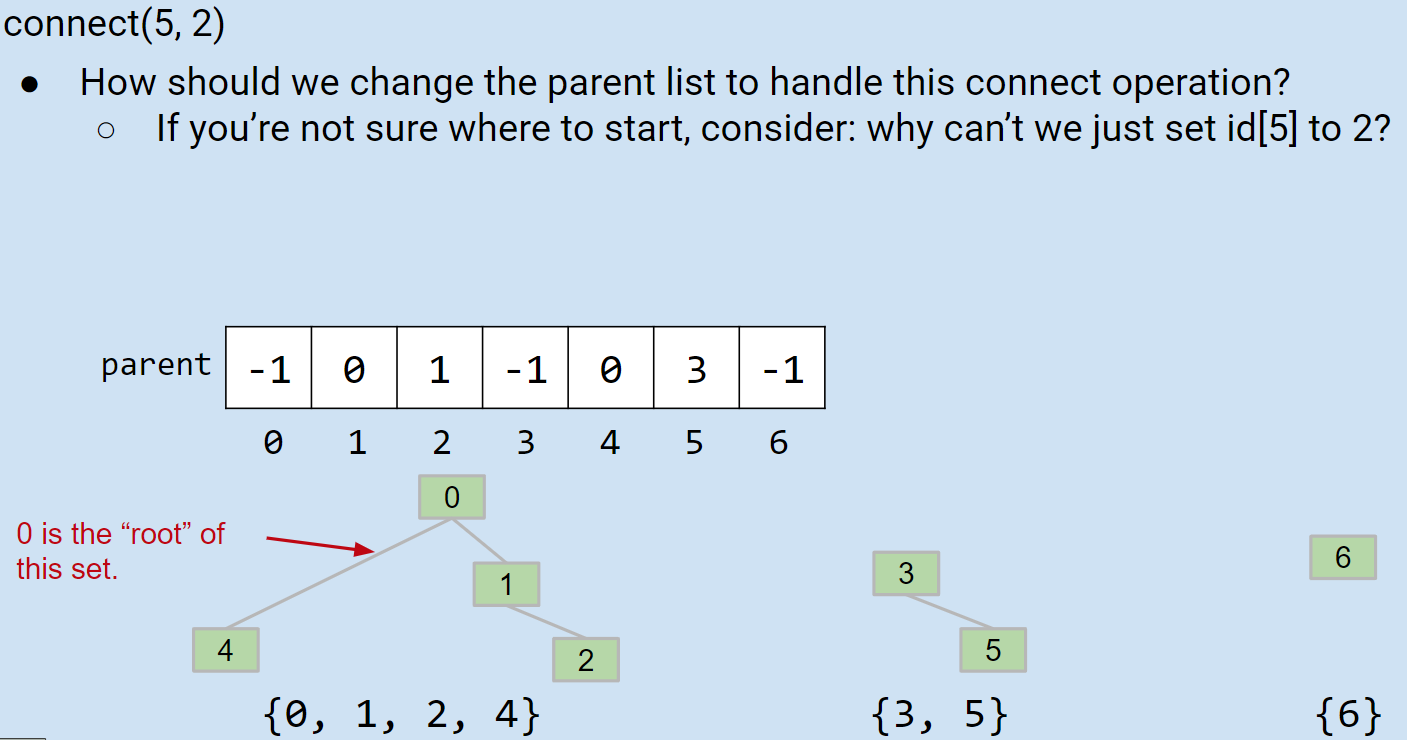 connect(5, 2)
● How should we change the parent list to handle this connect operation?
○ If you’re not sure where to start, consider: why can’t we just set id[5] to 2?
parent -1 0 1 -1 0 3 -1
0 1 2 3 4 5 6
0
0 is the “root” of
this set.
1
4
2
3
5
6
{0, 1, 2, 4} {3, 5} {6}